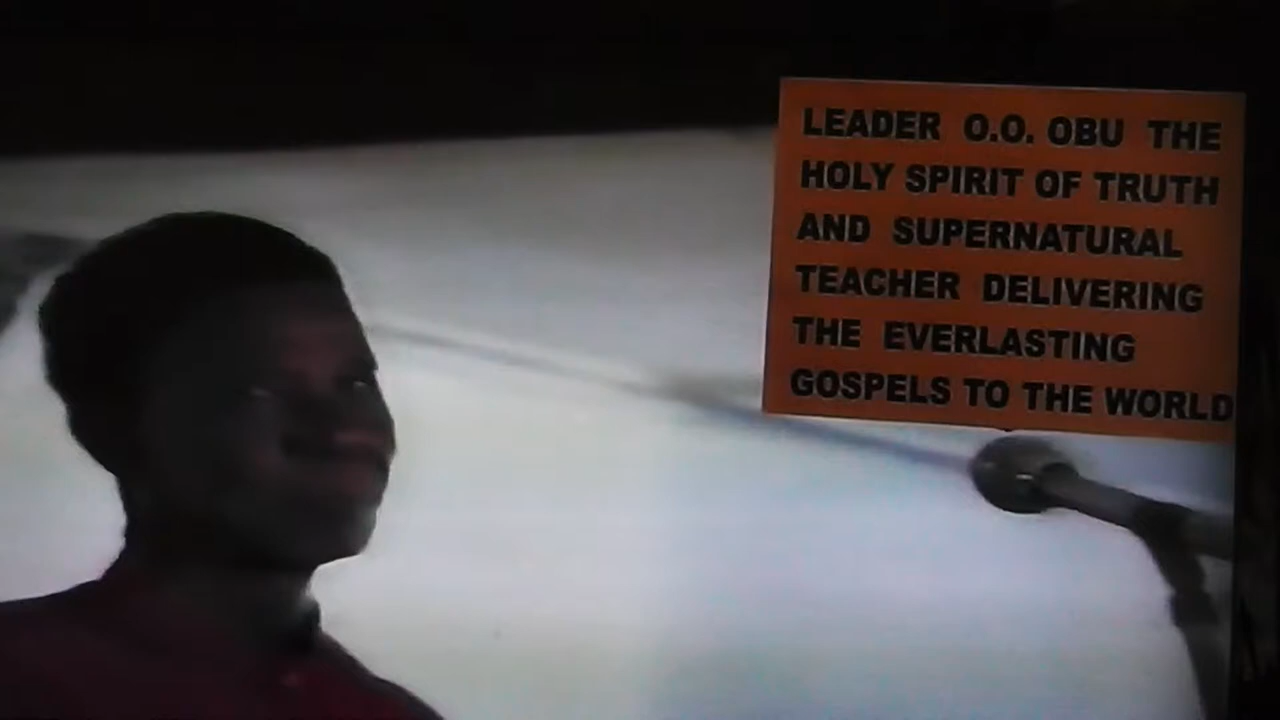 LEADER O.O. OBU THE
HOLY SPIRIT OF TRUTH
AND SUPERNATURAL
TEACHER DELIVERING
THE EVERLASTING
GOSPELS TO THE WORLD